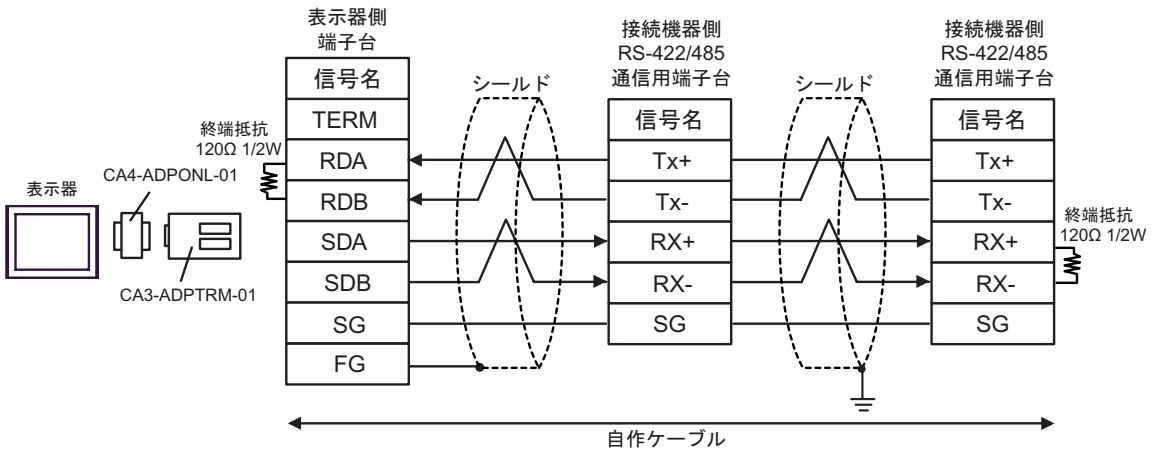 表示器
CA4-ADPONL-01
CA3-ADPTRM-01
終端抵抗
120Ω 1/2W
表示器側
端子台
信号名
TERM
RDA
RDB
SDA
SDB
SG
FG
シールド
接続機器側
RS-422/485
通信用端子台
信号名
Tx+
Tx-
RX+
RX-
SG
シールド
接続機器側
RS-422/485
通信用端子台
信号名
Tx+
Tx-
RX+
RX-
SG
終端抵抗
120Ω 1/2W
自作ケーブル